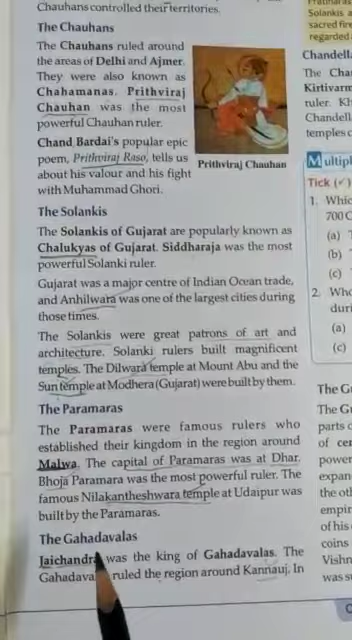 Chauhans controlled their territories.
The Chauhans
The Chauhans ruled around
the areas of Delhi and Ajmer.
They were also known as
Chahamanas. Prithviraj
Chauhan was the most
powerful Chauhan ruler.
Chand Bardai's popular epic
poem, Prithviraj Raso, tells us
about his valour and his fight
with Muhammad Ghori.
Prithviraj Chauhan
The Solankis
The Solankis of Gujarat are popularly known as
Chalukyas of Gujarat. Siddharaja was the most
powerful Solanki ruler.
Gujarat was a major centre of Indian Ocean trade,
and Anhilwara was one of the largest cities during
those times.
The Solankis were great patrons of art and
architecture. Solanki rulers built magnificent
temples. The Dilwara temple at Mount Abu and the
Sun temple at Modhera (Gujarat) were built by them.
The Paramaras
The Paramaras were famous rulers who
established their kingdom in the region around
Malwa. The capital of Paramaras was at Dhar.
Bhoja Paramara was the most powerful ruler. The
famous Nilakantheshwara temple at Udaipur was
built by the Paramaras.
The Gahadavalas
Jaichandra was the king of Gahadavalas. The
ruled the region around Kannauj. In
Solankis a
sacred fire
regarded
Chandell
The Cha
Kirtivarm
ruler. Kh
Chandell
temples
Multip
Tick (✓)
1. Whic
700 C
(a) T
(b)
(c)
2. Who
duri
(a)
(c)
The G
The G
parts
of cen
power
expan
the oth
empir
of his
coins
Vishn
was s